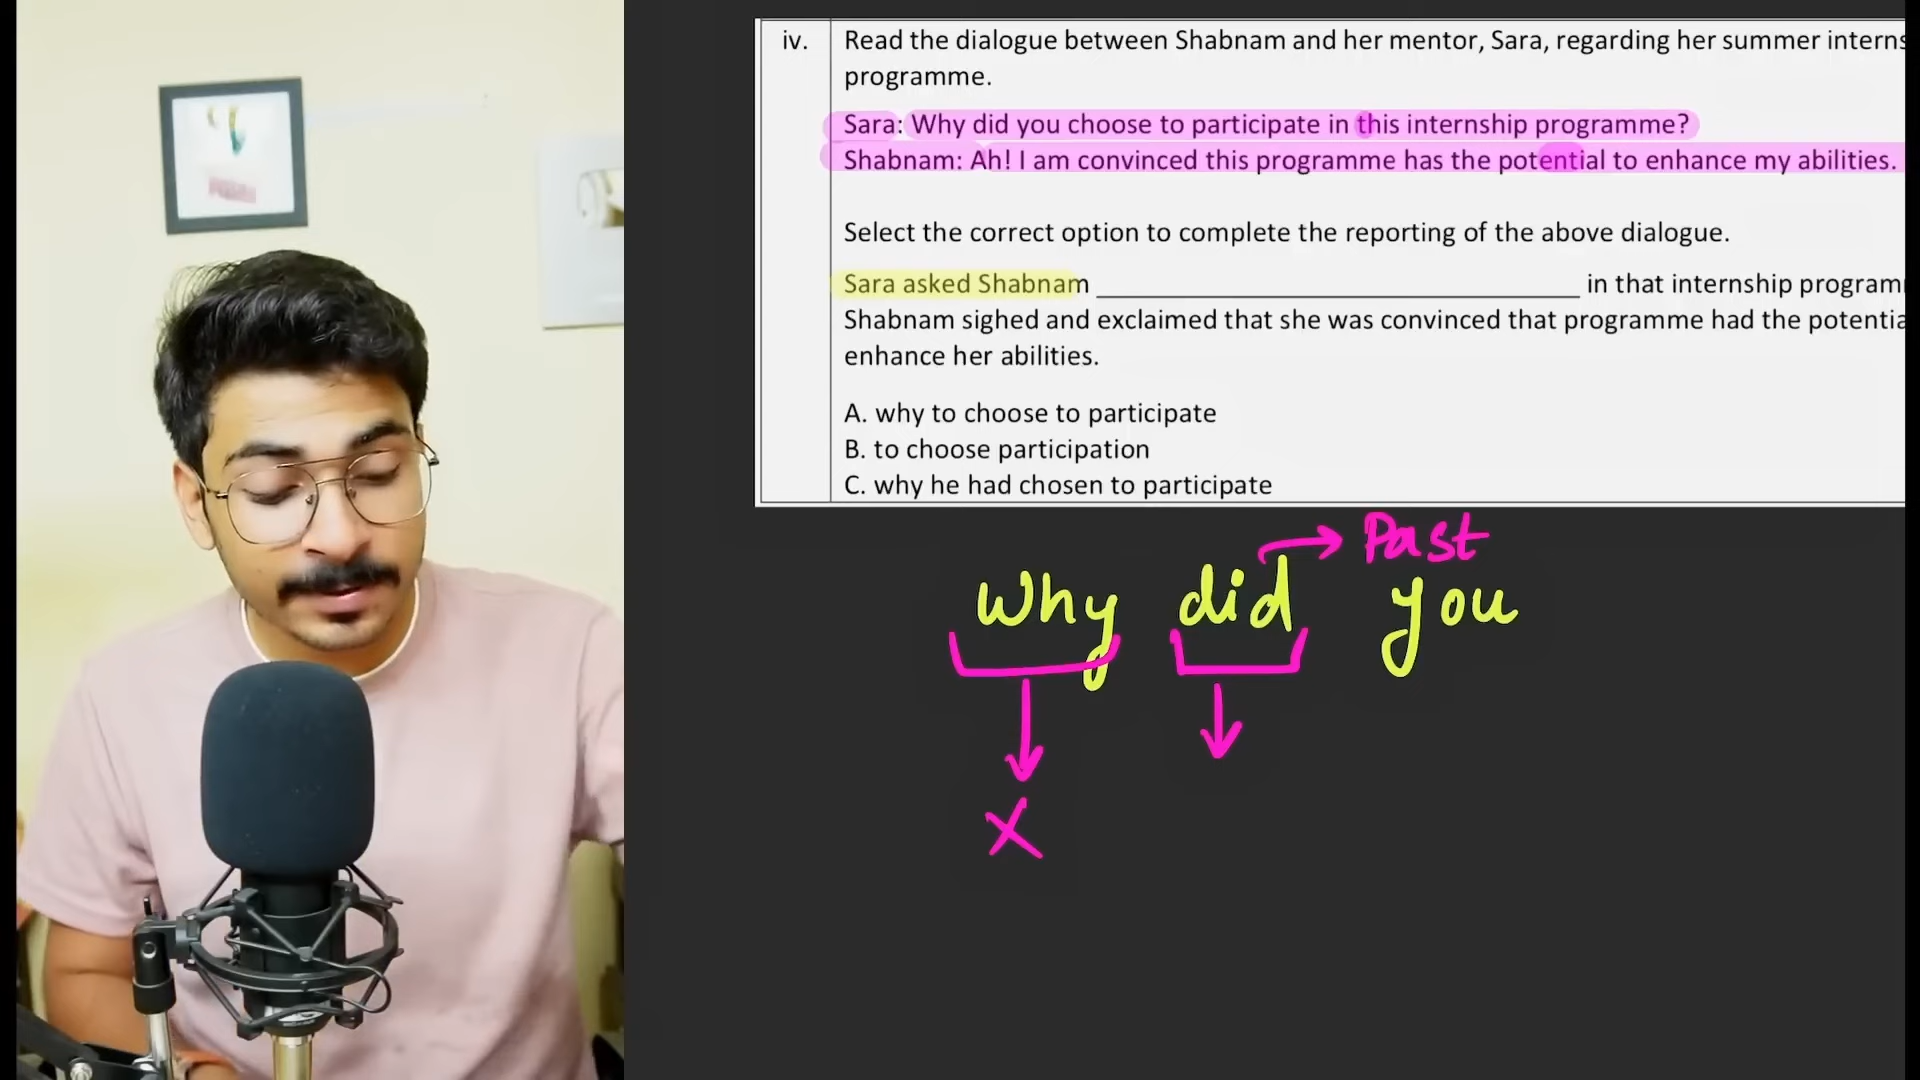 iv. Read the dialogue between Shabnam and her mentor, Sara, regarding her summer interns
programme.
Sara: Why did you choose to participate in this internship programme?
Shabnam: Ah! I am convinced this programme has the potential to enhance my abilities.
Select the correct option to complete the reporting of the above dialogue.
Sara asked Shabnam ________________________________ in that internship program
Shabnam sighed and exclaimed that she was convinced that programme had the potentia
enhance her abilities.
A. why to choose to participate
B. to choose participation
C. why he had chosen to participate
Past
Why did you
X